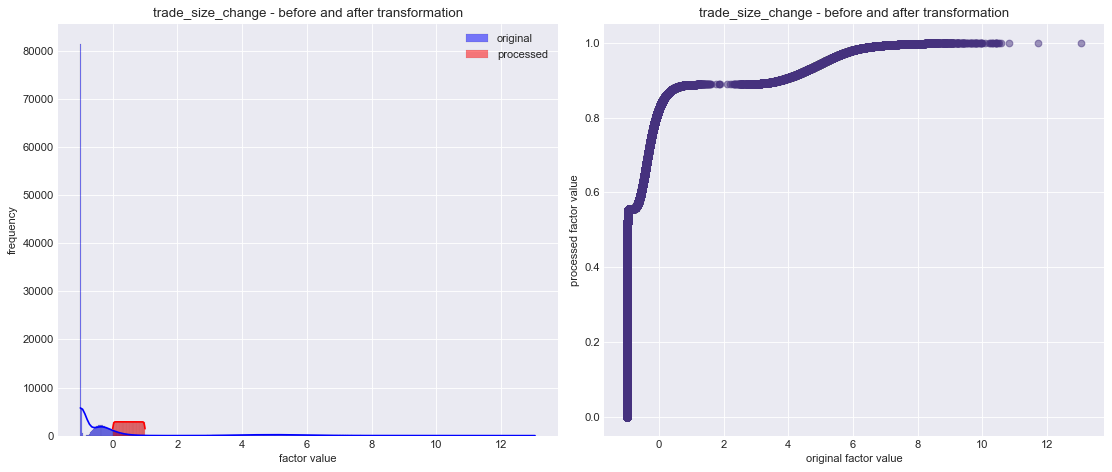 trade_size_change - before and after transformation
original
processed
frequency
80000
70000
60000
50000
40000
30000
20000
10000
0
0 2 4 6 8 10 12
factor value
trade_size_change - before and after transformation
processed factor value
1.0
0.8
0.6
0.4
0.2
0.0
0 2 4 6 8 10 12
original factor value